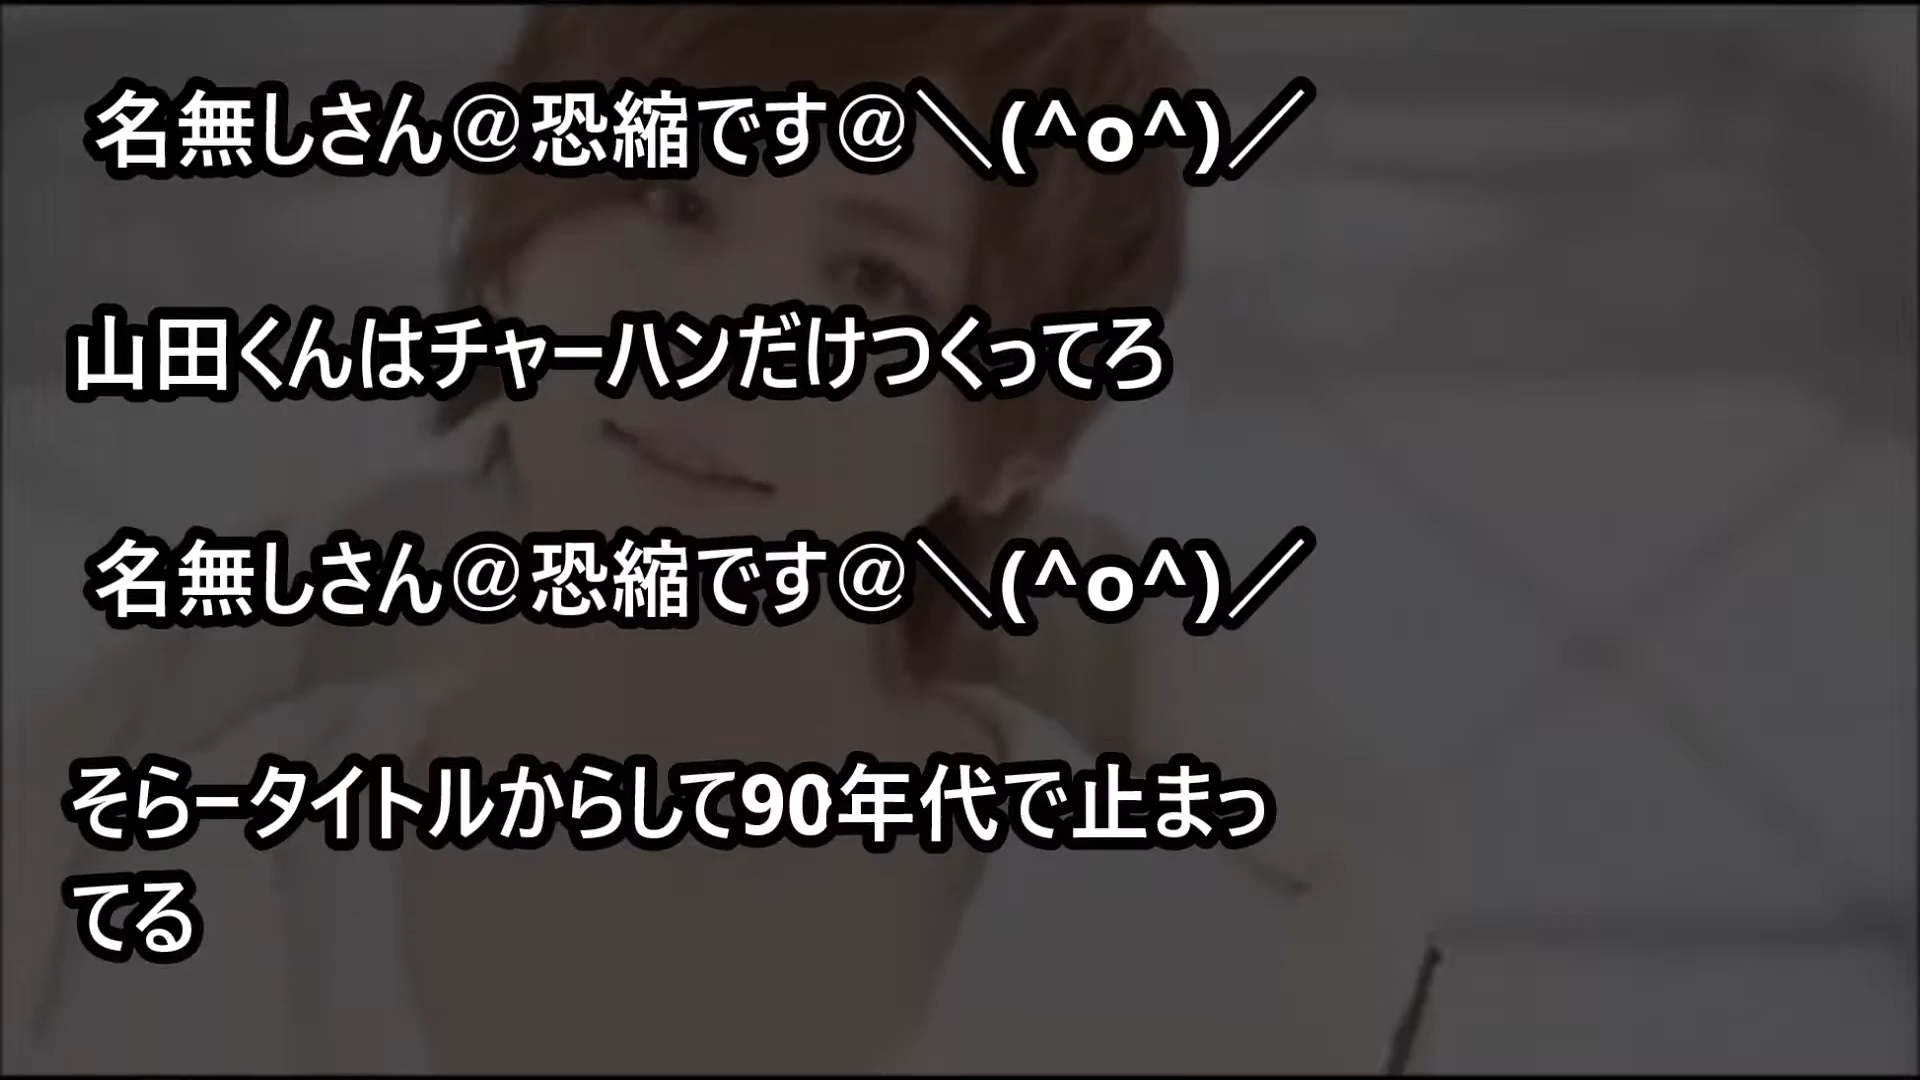 名無しさん＠恐縮です＠＼(^o^)／
山田くんはチャーハンだけつくってろ
名無しさん＠恐縮です＠＼(^o^)／
そらータイトルからして90年代で止まっ
てる